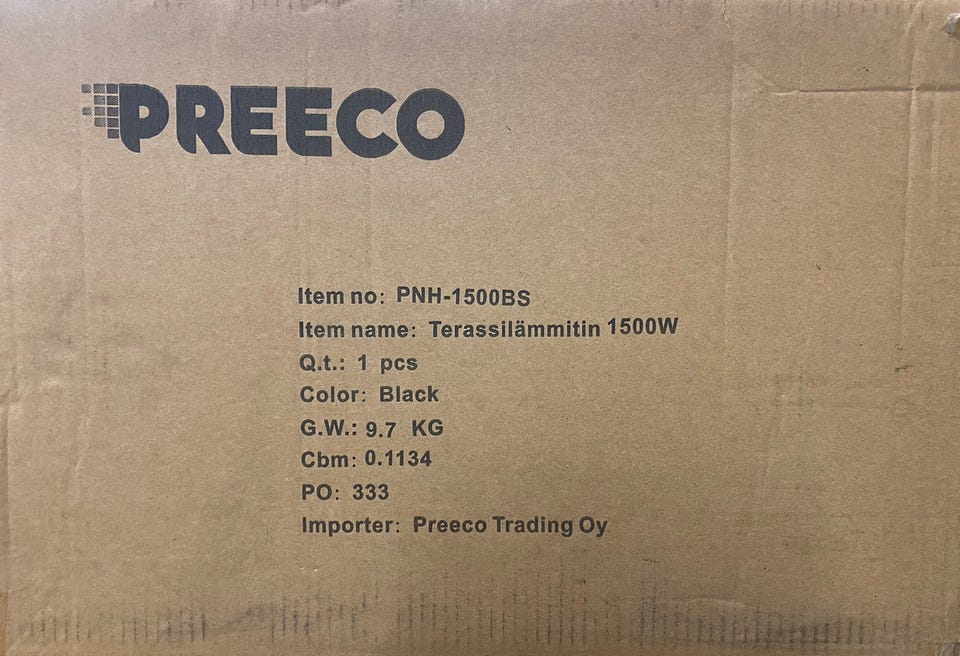 PREECO
Item no: PNH-1500BS
Item name: Terassilämmitin 1500W
Q.t.: 1 pcs
Color: Black
G.W.: 9.7 KG
Cbm: 0.1134
PO: 333
Importer: Preeco Trading Oy